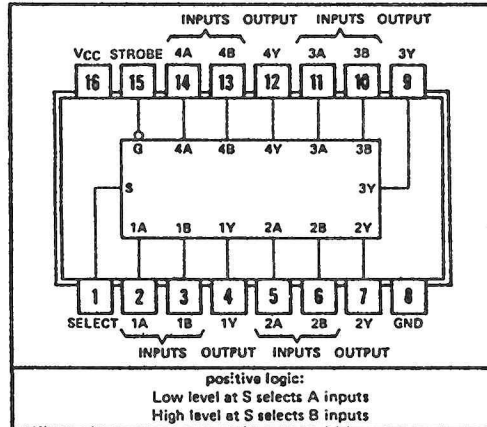 INPUTS OUTPUT INPUTS OUTPUT
VCC STROBE 4A 4B 4Y 3A 3B 3Y
16 15 14 13 12 11 10 9
G 4A 4B 4Y 3A 3B
S 3Y
1A 1B 1Y 2A 2B 2Y
1 2 3 4 5 6 7 8
SELECT 1A 1B 1Y 2A 2B 2Y GND
INPUTS OUTPUT INPUTS OUTPUT
positive logic:
Low level at S selects A inputs
High level at S selects B inputs